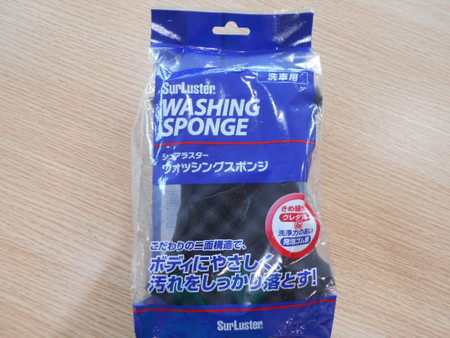 洗車用
SurLuster
WASHING
SPONGE
シュアラスター
ウォッシングスポンジ
きめ細
ウレタ
洗浄力の高い
発泡ゴム
こだわりの二面構造で、
ボディにやさしく
汚れをしっかり落とす!
SurLuster